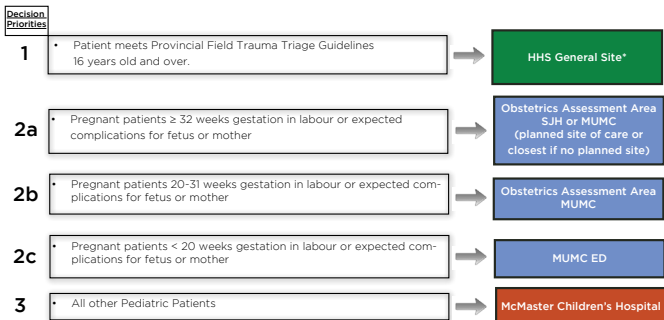 Decision
Priorities
1
• Patient meets Provincial Field Trauma Triage Guidelines
16 years old and over.
HHS General Site*
2a
• Pregnant patients ≥ 32 weeks gestation in labour or expected
complications for fetus or mother
Obstetrics Assessment Area
SJH or MUMC
(planned site of care or
closest if no planned site)
2b
• Pregnant patients 20-31 weeks gestation in labour or expected com-
plications for fetus or mother
Obstetrics Assessment Area
MUMC
2c
• Pregnant patients < 20 weeks gestation in labour or expected com-
plications for fetus or mother
MUMC ED
3
• All other Pediatric Patients
McMaster Children's Hospital